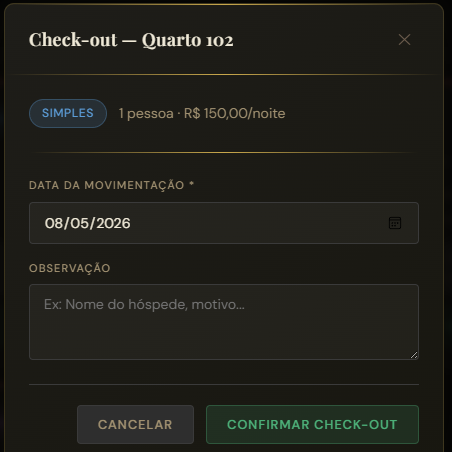 Check-out — Quarto 102
SIMPLES
1 pessoa · R$ 150,00/noite
DATA DA MOVIMENTAÇÃO *
08/05/2026
OBSERVAÇÃO
Ex: Nome do hóspede, motivo...
CANCELAR
CONFIRMAR CHECK-OUT